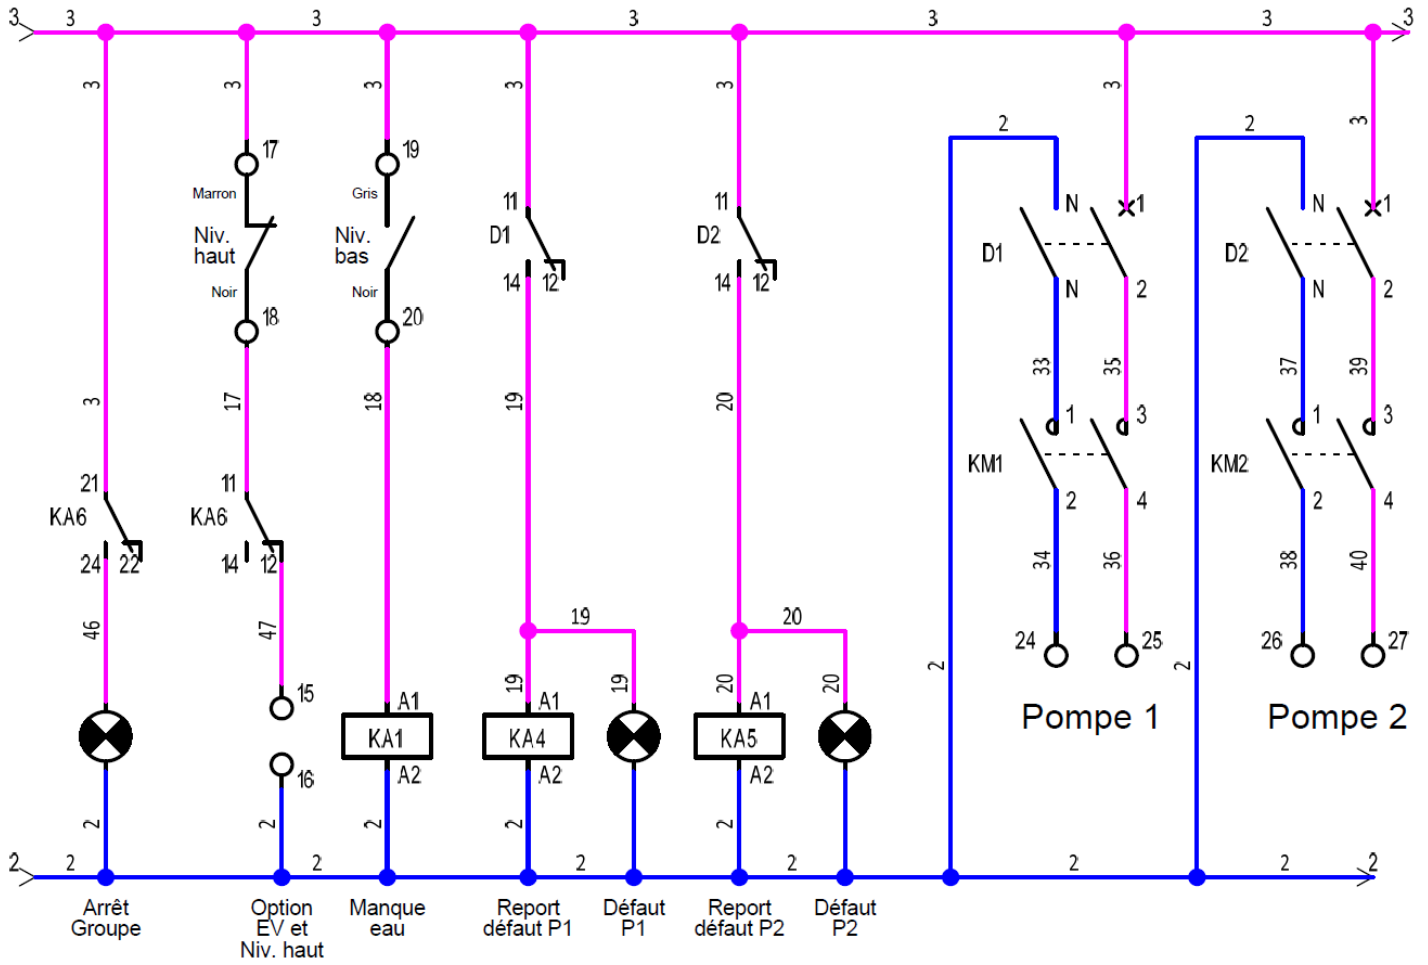 3 3 3 3 3 3 3
3 3 3 3 3 3 3
2 2
17 19
Marron Gris
11 11
N 1 N 1
Niv. haut
Niv. bas
D1 D2 D1 D2
14 12 14 12
N 2 N 2
Noir Noir
18 20
33 35 37 39
3 17 18 19 20
1 3 1 3
KM1 KM2
21 11
2 4 2 4
KA6 KA6
24 22 14 12
34 36 38 40
46 47
19 20
24 25 26 27
2 2
19 19 20 20
15 A1 A1 A1
Pompe 1 Pompe 2
KA1 KA4 KA5
16 A2 A2 A2
2 2 2 2 2
2 2 2 2 2 2 2 2
Arrêt Groupe
Option EV et Niv. haut
Manque eau
Report défaut P1
Défaut P1
Report défaut P2
Défaut P2